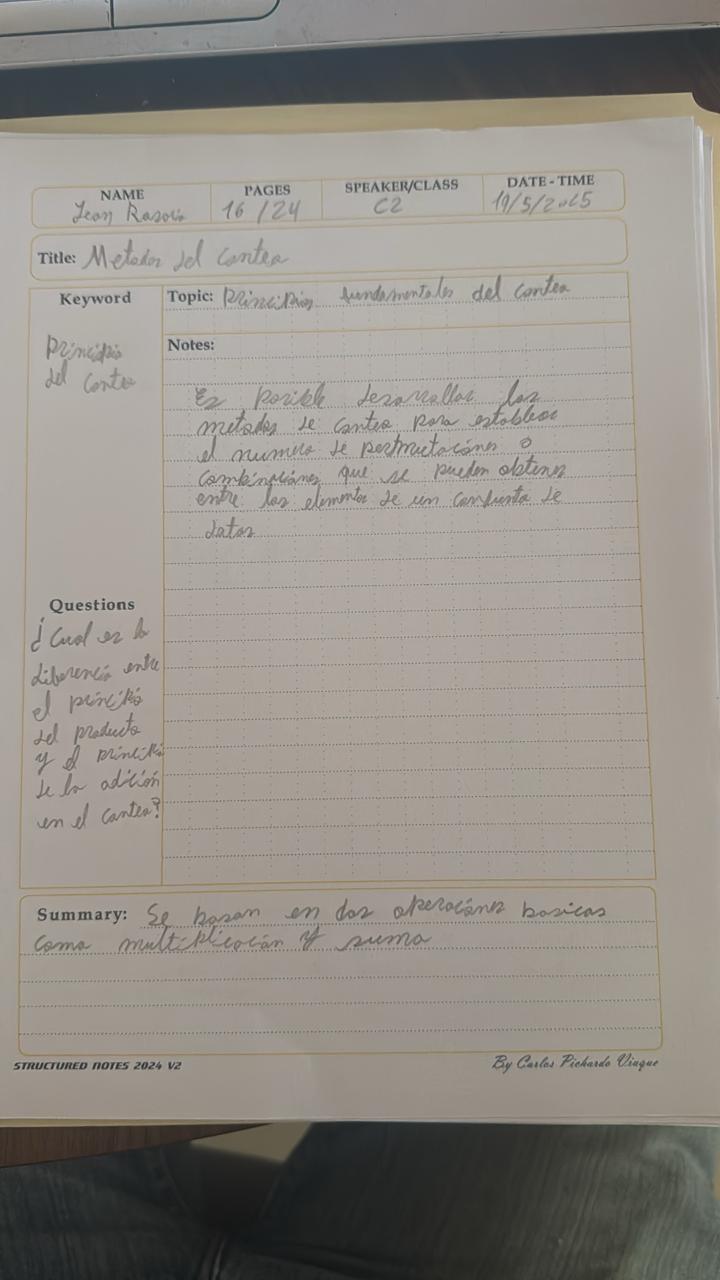 NAME
PAGES
SPEAKER/CLASS
DATE - TIME
Jean
16 / 24
C2
19/5/2025
Title: Metodos del conteo
Keyword
Topic: Principios fundamentales del conteo
Principio
del conteo
Notes:
Es posible desarrollar los
metodos de conteo para establecer
el numero de permutaciones o
combinaciones que se pueden obtener
entre los elementos de un conjunto de
datos
Questions
¿Cual es la
diferencia entre
el principio
del producto
y el principio
de la adición
en el conteo?
Summary: Se basan en dos operaciones basicas
como multiplicacion y suma
STRUCTURED NOTES 2024 V2
By Carlos Pichardo Viuque